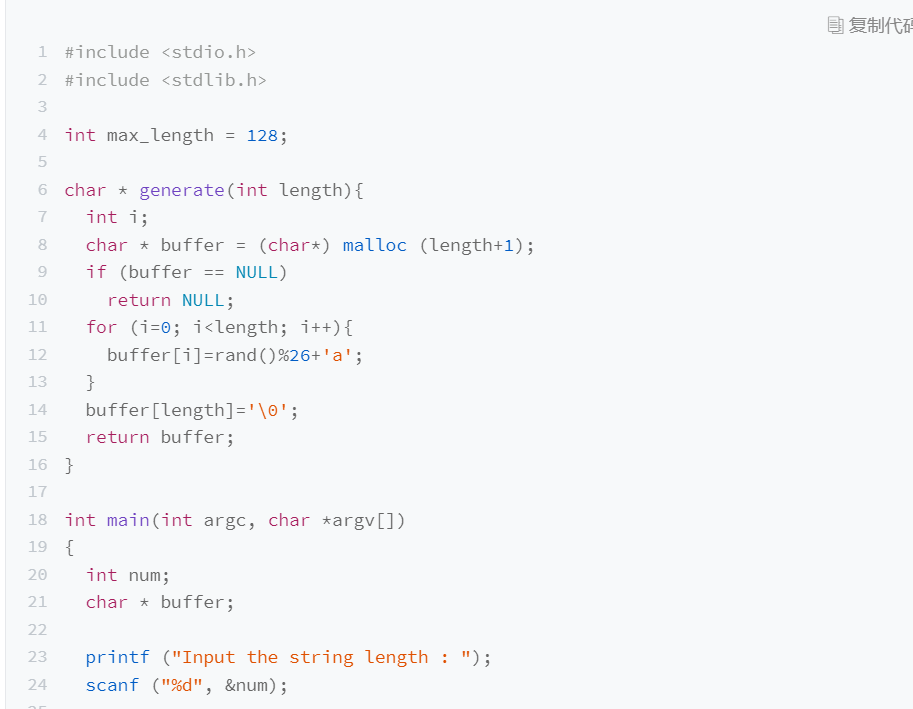 复制代码
1 #include <stdio.h>
2 #include <stdlib.h>
3
4 int max_length = 128;
5
6 char * generate(int length){
7   int i;
8   char * buffer = (char*) malloc (length+1);
9   if (buffer == NULL)
10     return NULL;
11   for (i=0; i<length; i++){
12     buffer[i]=rand()%26+'a';
13   }
14   buffer[length]='\0';
15   return buffer;
16 }
17
18 int main(int argc, char *argv[])
19 {
20   int num;
21   char * buffer;
22
23   printf ("Input the string length : ");
24   scanf ("%d", &num);